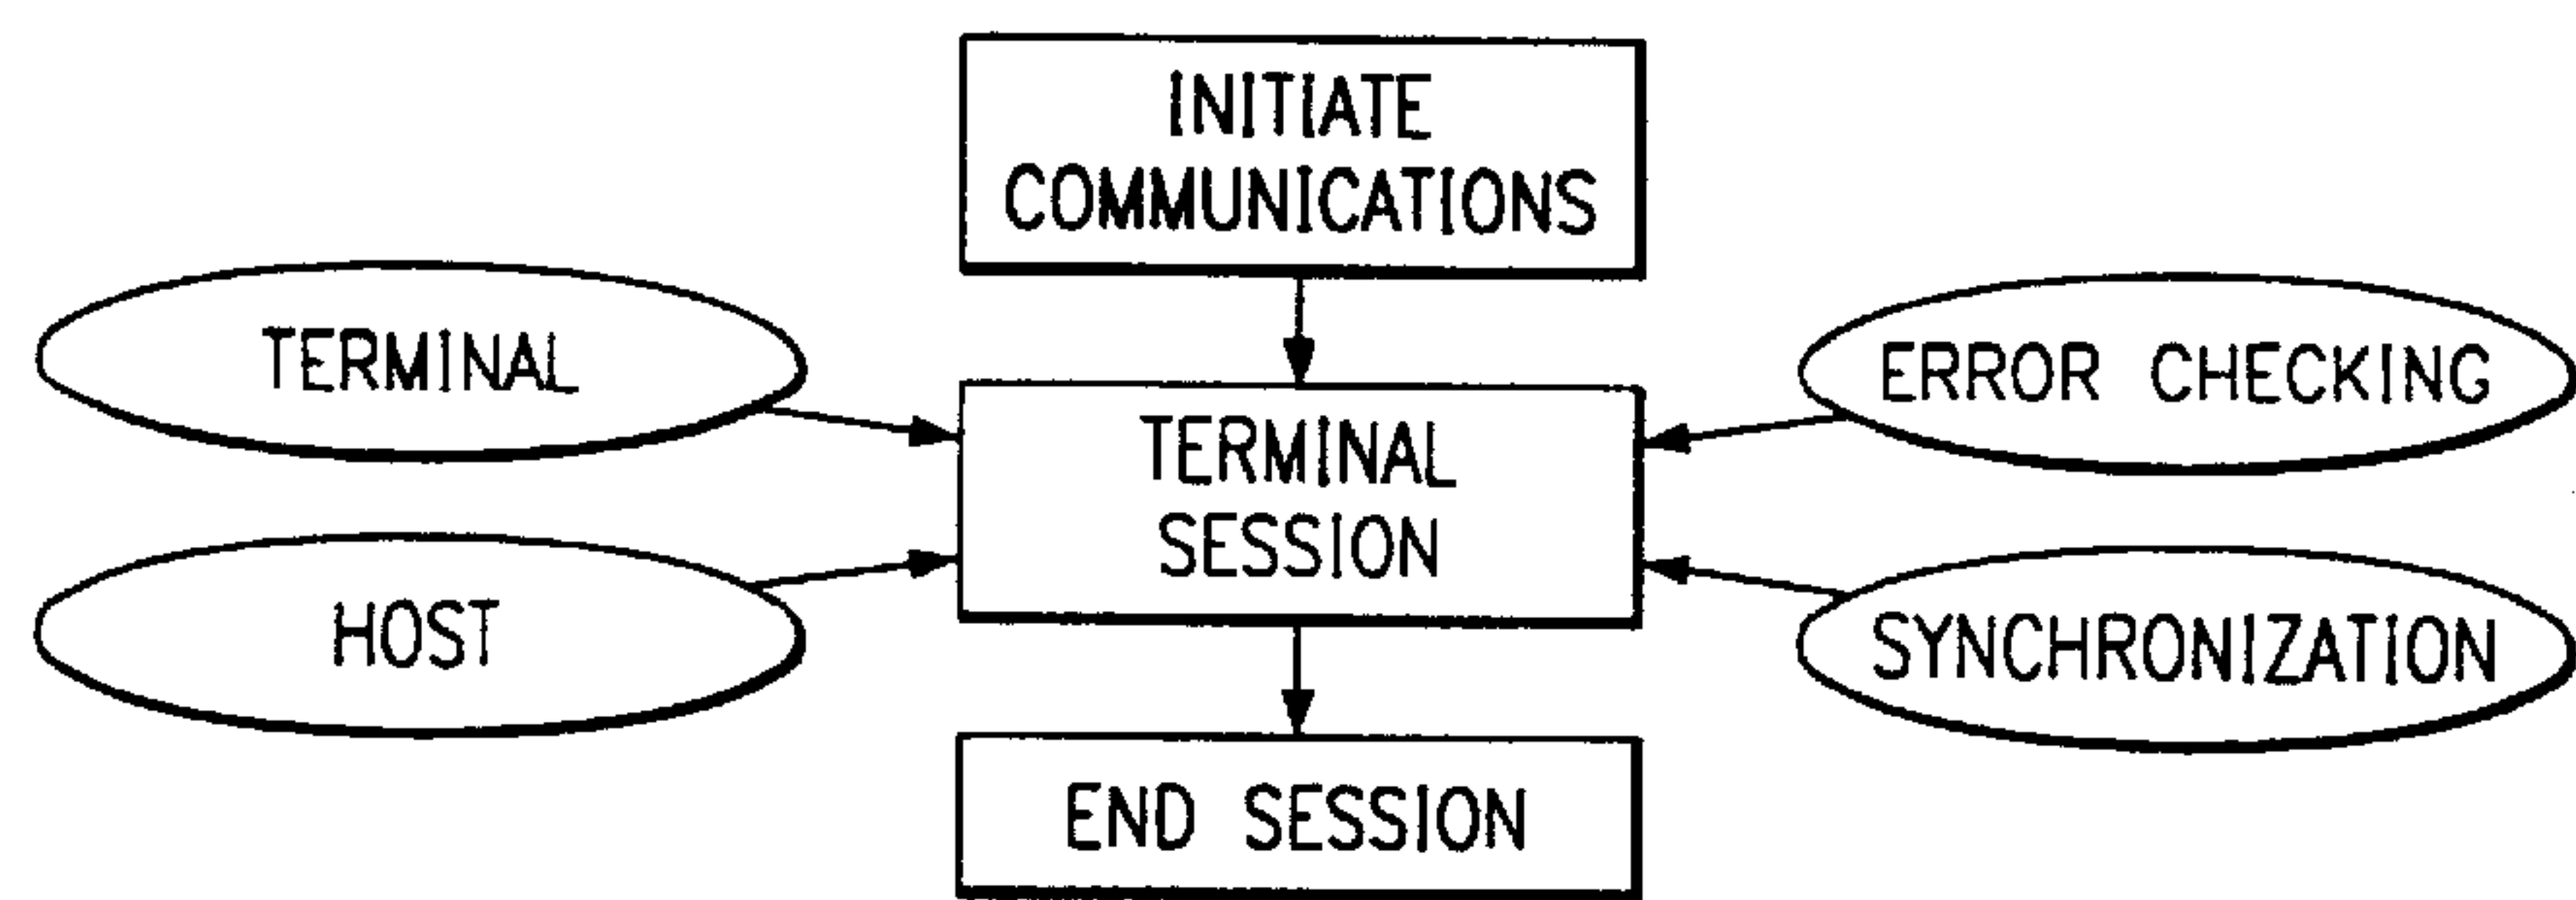 INITIATE
COMMUNICATIONS
TERMINAL
ERROR CHECKING
TERMINAL
SESSION
HOST
SYNCHRONIZATION
END SESSION